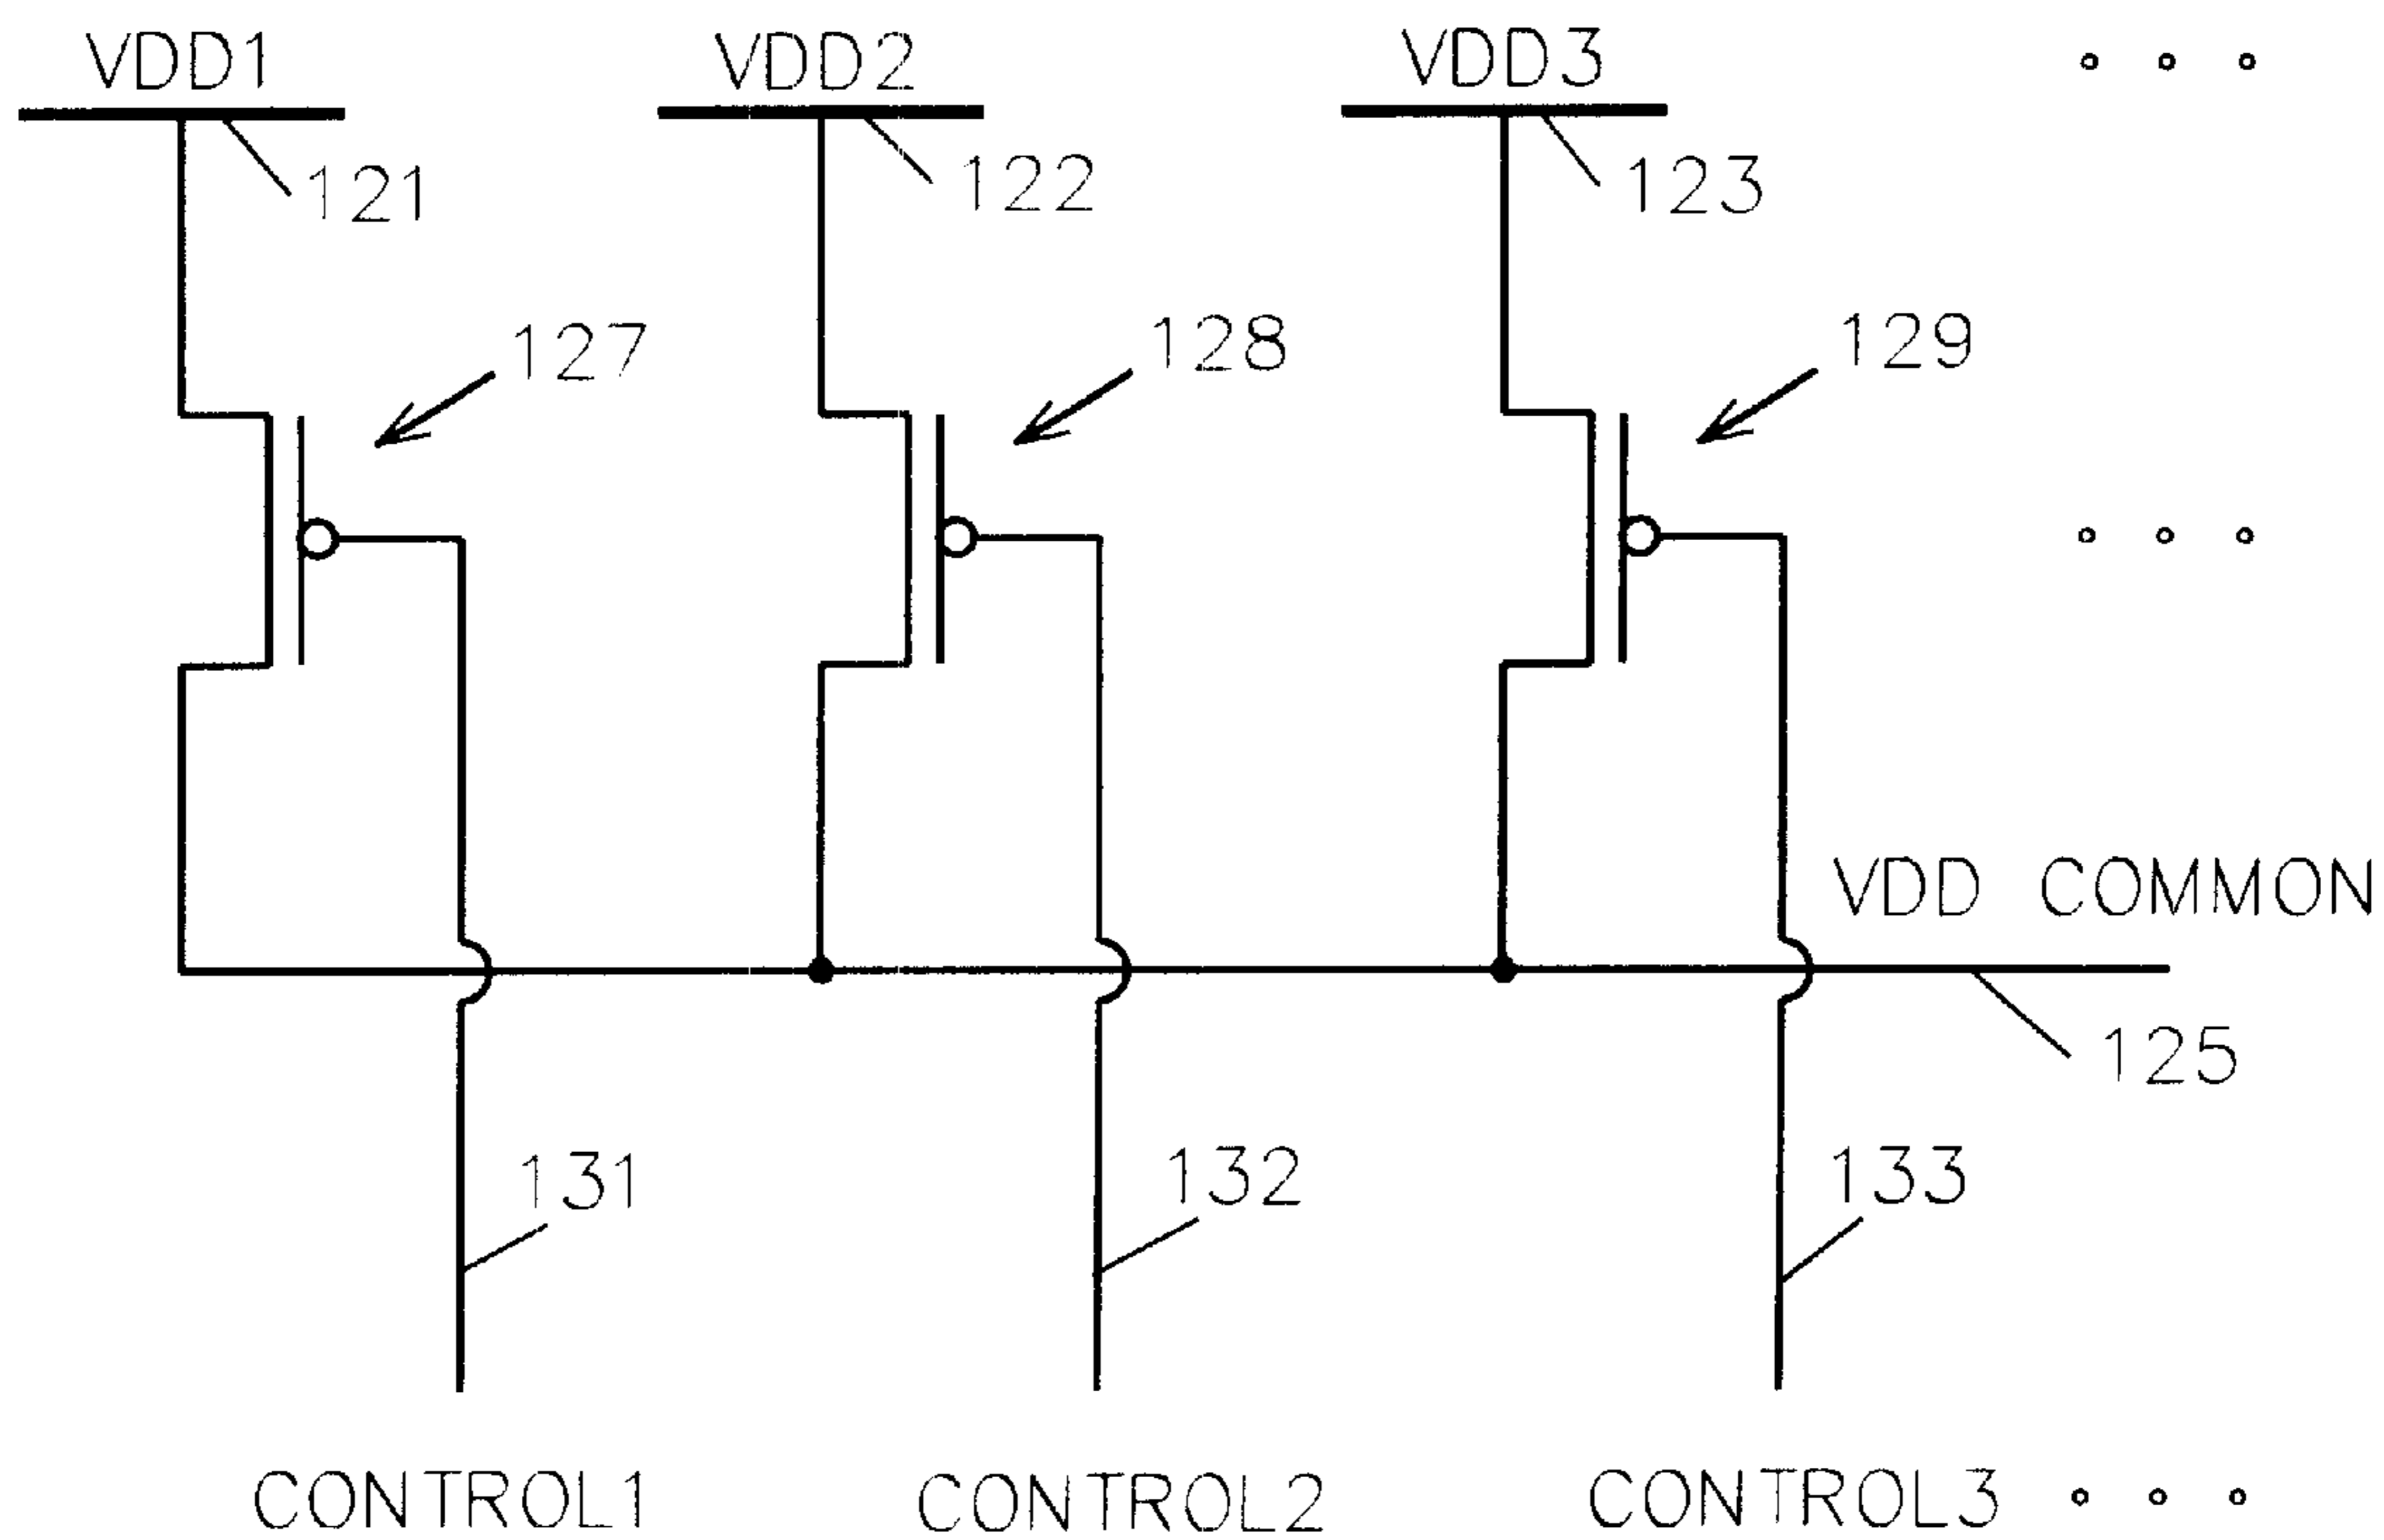 VDD1 VDD2 VDD3
121 122 123
127 128 129
VDD COMMON
125
131 132 133
CONTROL1 CONTROL2 CONTROL3